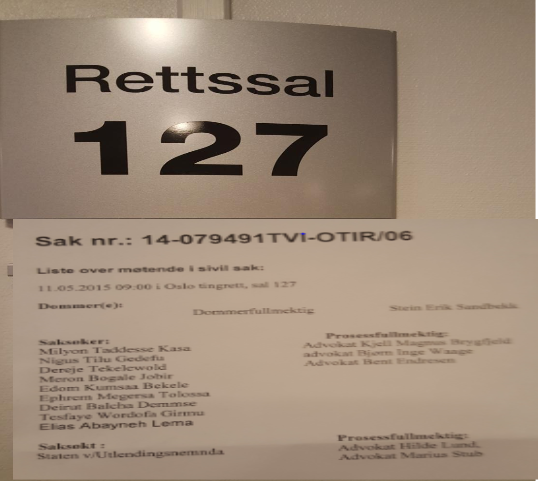 Rettssal
127
Sak nr.: 14-079491TVI-OTIR/06
Liste over møtende i sivil sak:
11.05.2015 09:00 i Oslo tingrett, sal 127
Dommer(e):
Dommerfullmektig Stein Erik
Saksøker: Prosessfullmektig:
Milyon Taddesse Kasa Advokat Kjell Magnus Brygfjeld
Nigus Tilu Gedefu advokat Bjørn Inge Waage
Dereje Tekelewold Advokat Bent Endresen
Meron Bogale Jobir
Edom Kumsaa Bekele
Ephrem Megersa Tolossa
Deirut Balcha Demmse
Tesfaye Wordofa Girmu
Elias Abayneh Lema
Saksøkt : Prosessfullmektig:
Staten v/Utlendingsnemnda Advokat Hilde Lund,
Advokat Marius Stub